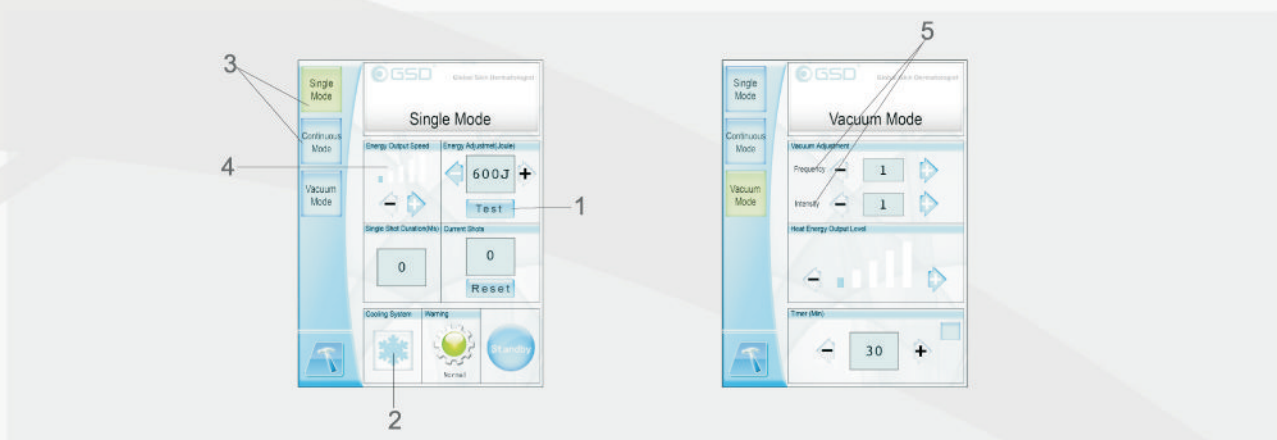 5
3
Single
Mode
Continuous
Mode
Vacuum
Mode
GSD
Global Skin Dermatologist
Single Mode
Energy Output Speed
Energy Adjustmet(Joule)
4
600J
Test
1
Single Shot Duration(Ms)
Current Shots
0
0
Reset
Cooling System
Warning
Normal
Standby
2
Single
Mode
Continuous
Mode
Vacuum
Mode
GSD
Global Skin Dermatologist
Vacuum Mode
Vacuum Adjustment
Frequency
1
Intensity
1
Heat Energy Output Level
Timer (Min)
30